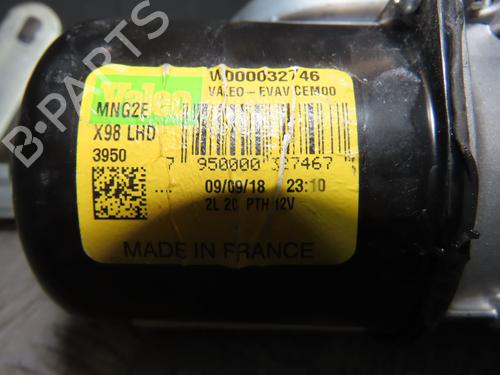 Valeo
W000032746
VALEO - EVAV CEM00
MNG2E
X98 LHD
3950
7 950000 327467
.... 09/09/18 23:10
2L 2C PTH 12V
MADE IN FRANCE